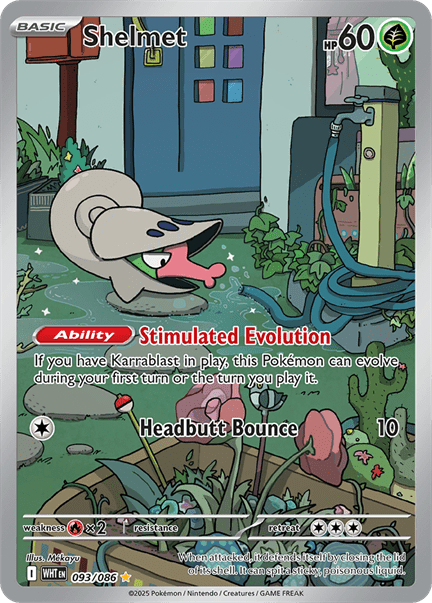 BASIC
Shelmet
HP60
Ability Stimulated Evolution
If you have Karrablast in play, this Pokémon can evolve
during your first turn or the turn you play it.
Headbutt Bounce 10
weakness ×2 resistance retreat
Illus. Mékayu
I WHT EN 093/086
When attacked, it defends itself by closing the lid
of its shell. It can spit a sticky, poisonous liquid.
©2025 Pokémon / Nintendo / Creatures / GAME FREAK